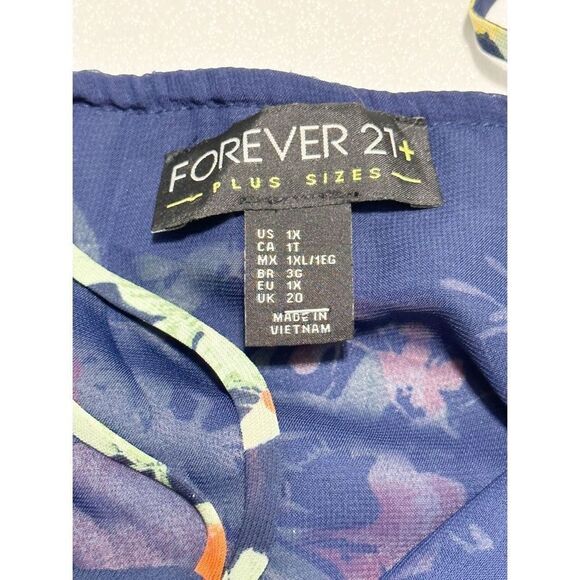 FOREVER 21+
PLUS SIZES
US 1X
CA 1T
MX 1XL/1EG
BR 3G
EU 1X
UK 20
MADE IN
VIETNAM